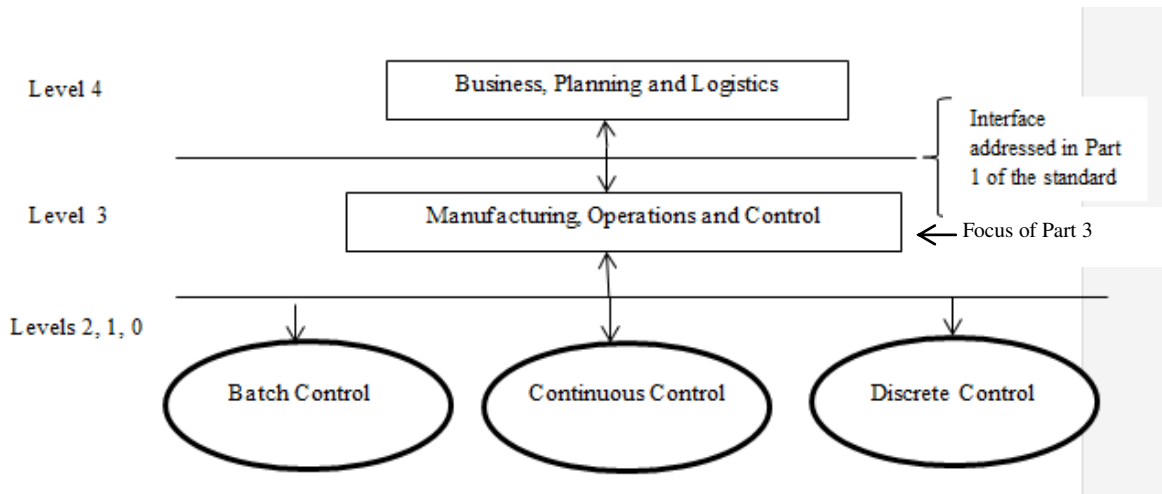 Level 4
Business, Planning and Logistics
Interface
addressed in Part
1 of the standard
Level 3
Manufacturing, Operations and Control
Focus of Part 3
Levels 2, 1, 0
Batch Control
Continuous Control
Discrete Control